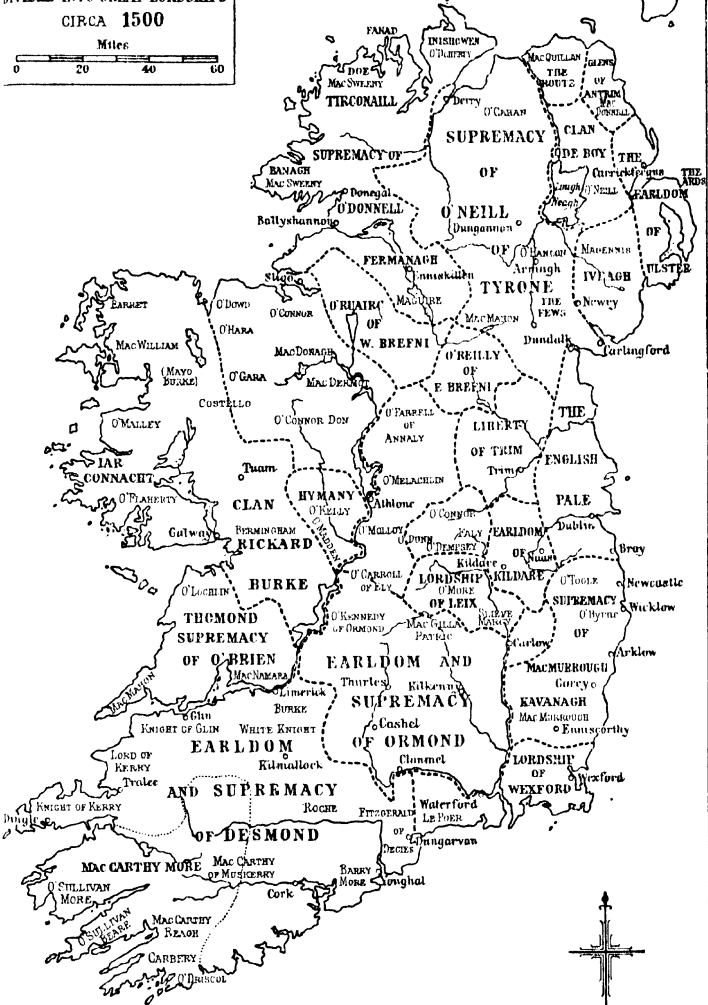 CIRCA 1500
Miles
0 20 40 60
FANAD
INISHOWEN
O'DOHERTY
DOE
MAC SWEENY
TIRCONAILL
MAC QUILLAN
THE
ROUTE
GLENS
OF
ANTRIM
MAC
DONNELL
Derry
O'CAHAN
SUPREMACY
OF
O'NEILL
Dungannon
OF
TYRONE
CLAN
DE BOY
THE
Carrickfergus
Lough
Neagh
O'NEILL
EARLDOM
OF
ULSTER
THE
ARDS
SUPREMACY OF
BANAGH
MAC SWEENY
Donegal
O'DONNELL
Ballyshannon
FERMANAGH
Enniskillen
MAGUIRE
O'HANLON
Armagh
THE
FEWS
MAC MAHON
MAGENNIS
IVEAGH
Newry
Dundalk
Carlingford
Sligo
BARRET
O'DOWD
O'CONNOR
O'HARA
O'RUAIRC
OF
W. BREFNI
MAC WILLIAM
(MAYO
BURKE)
MAC DONAGH
MAC DERMOT
O'GARA
COSTELLO
O'REILLY
OF
E. BREFNI
O'MALLEY
O'CONNOR DON
O'FARRELL
OF
ANNALY
LIBERTY
OF TRIM
Trim
THE
ENGLISH
PALE
IAR
CONNACHT
O'FLAHERTY
Tuam
CLAN
RICKARD
BURKE
BERMINGHAM
Galway
HYMANY
O'KELLY
O'MADDEN
O'MELACHLIN
Athlone
O'MOLLOY
O'CONNOR
FALY
O'DUNN
O'DEMPSEY
EARLDOM
OF
KILDARE
Kildare
Naas
Dublin
Bray
O'LOCHLIN
THOMOND
SUPREMACY
OF O'BRIEN
MAC NAMARA
MAC MAHON
O'CARROLL
OF ELY
LORDSHIP
O'MORE
OF LEIX
SLIEVE
MARGY
O'TOOLE
SUPREMACY
O'BYRNE
OF
Newcastle
Wicklow
O'KENNEDY
OF ORMOND
MAC GILLA
PATRIC
Carlow
Arklow
EARLDOM AND
SUPREMACY
OF ORMOND
Thurles
Kilkenny
Cashel
Clonmel
MACMURROUGH
Gorey
KAVANAGH
MAC MURROUGH
Enniscorthy
Limerick
BURKE
Glin
KNIGHT OF GLIN
WHITE KNIGHT
EARLDOM
Kilmallock
LORD OF
KERRY
Tralee
LORDSHIP
OF
WEXFORD
Wexford
AND SUPREMACY
ROCHE
KNIGHT OF KERRY
Dingle
OF DESMOND
FITZGERALD
OF
DECIES
Waterford
LE POER
Dungarvan
MAC CARTHY MORE
MAC CARTHY
OF MUSKERRY
BARRY
MORE
Youghal
O'SULLIVAN
MORE
Cork
O'SULLIVAN
BEARE
MAC CARTHY
REAGH
CARBERY
O'DRISCOL